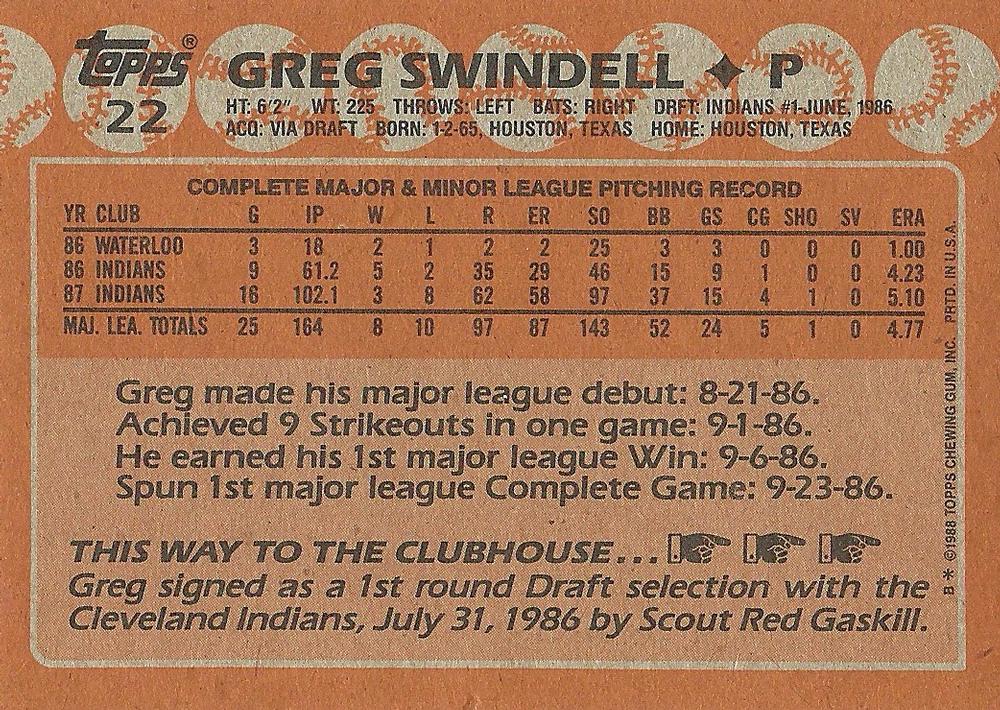 Topps®
22
GREG SWINDELL ✦ P
HT: 6'2" WT: 225 THROWS: LEFT BATS: RIGHT DRFT: INDIANS #1-JUNE, 1986
ACQ: VIA DRAFT BORN: 1-2-65, HOUSTON, TEXAS HOME: HOUSTON, TEXAS
COMPLETE MAJOR & MINOR LEAGUE PITCHING RECORD
YR CLUB G IP W L R ER SO BB GS CG SHO SV ERA
86 WATERLOO 3 18 2 1 2 2 25 3 3 0 0 0 1.00
86 INDIANS 9 61.2 5 2 35 29 46 15 9 1 0 0 4.23
87 INDIANS 16 102.1 3 8 62 58 97 37 15 4 1 0 5.10
MAJ. LEA. TOTALS 25 164 8 10 97 87 143 52 24 5 1 0 4.77
Greg made his major league debut: 8-21-86.
Achieved 9 Strikeouts in one game: 9-1-86.
He earned his 1st major league Win: 9-6-86.
Spun 1st major league Complete Game: 9-23-86.
THIS WAY TO THE CLUBHOUSE...
Greg signed as a 1st round Draft selection with the
Cleveland Indians, July 31, 1986 by Scout Red Gaskill.
B * ©1988 TOPPS CHEWING GUM, INC. PRTD. IN U.S.A.